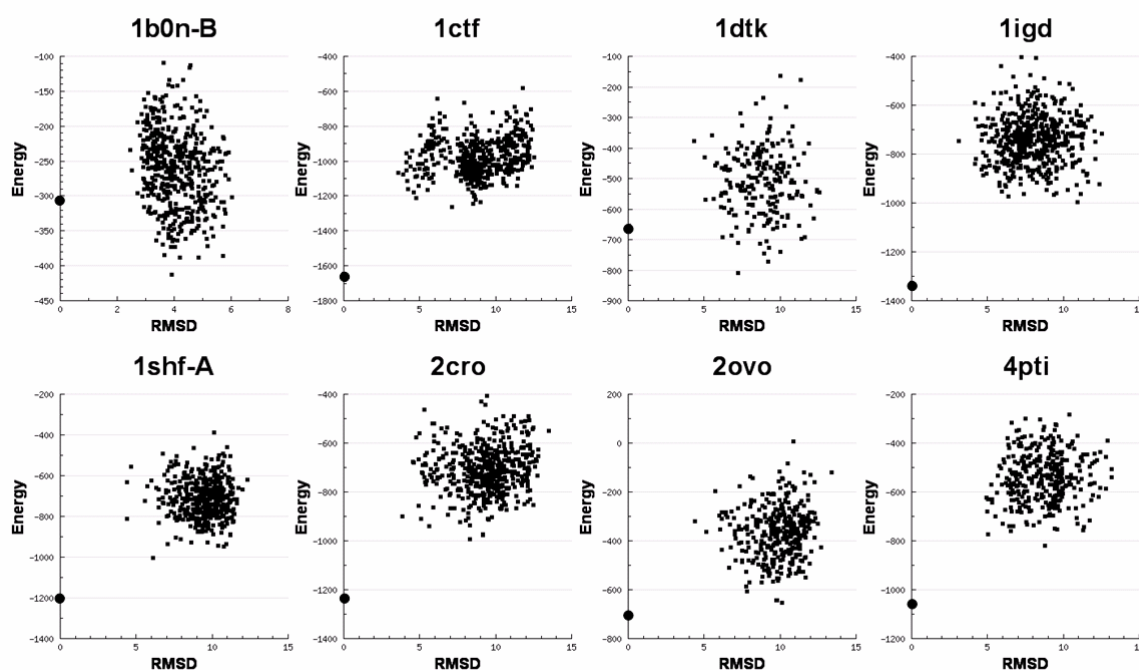 1b0n-B
Energy
-100
-150
-200
-250
-300
-350
-400
-450
0 2 4 6 8
RMSD
1ctf
Energy
-400
-600
-800
-1000
-1200
-1400
-1600
-1800
0 5 10 15
RMSD
1dtk
Energy
-100
-200
-300
-400
-500
-600
-700
-800
-900
0 5 10 15
RMSD
1igd
Energy
-400
-600
-800
-1000
-1200
-1400
0 5 10 15
RMSD
1shf-A
Energy
-200
-400
-600
-800
-1000
-1200
-1400
0 5 10 15
RMSD
2cro
Energy
-400
-600
-800
-1000
-1200
-1400
0 5 10 15
RMSD
2ovo
Energy
200
0
-200
-400
-600
-800
0 5 10 15
RMSD
4pti
Energy
-200
-400
-600
-800
-1000
-1200
0 5 10 15
RMSD